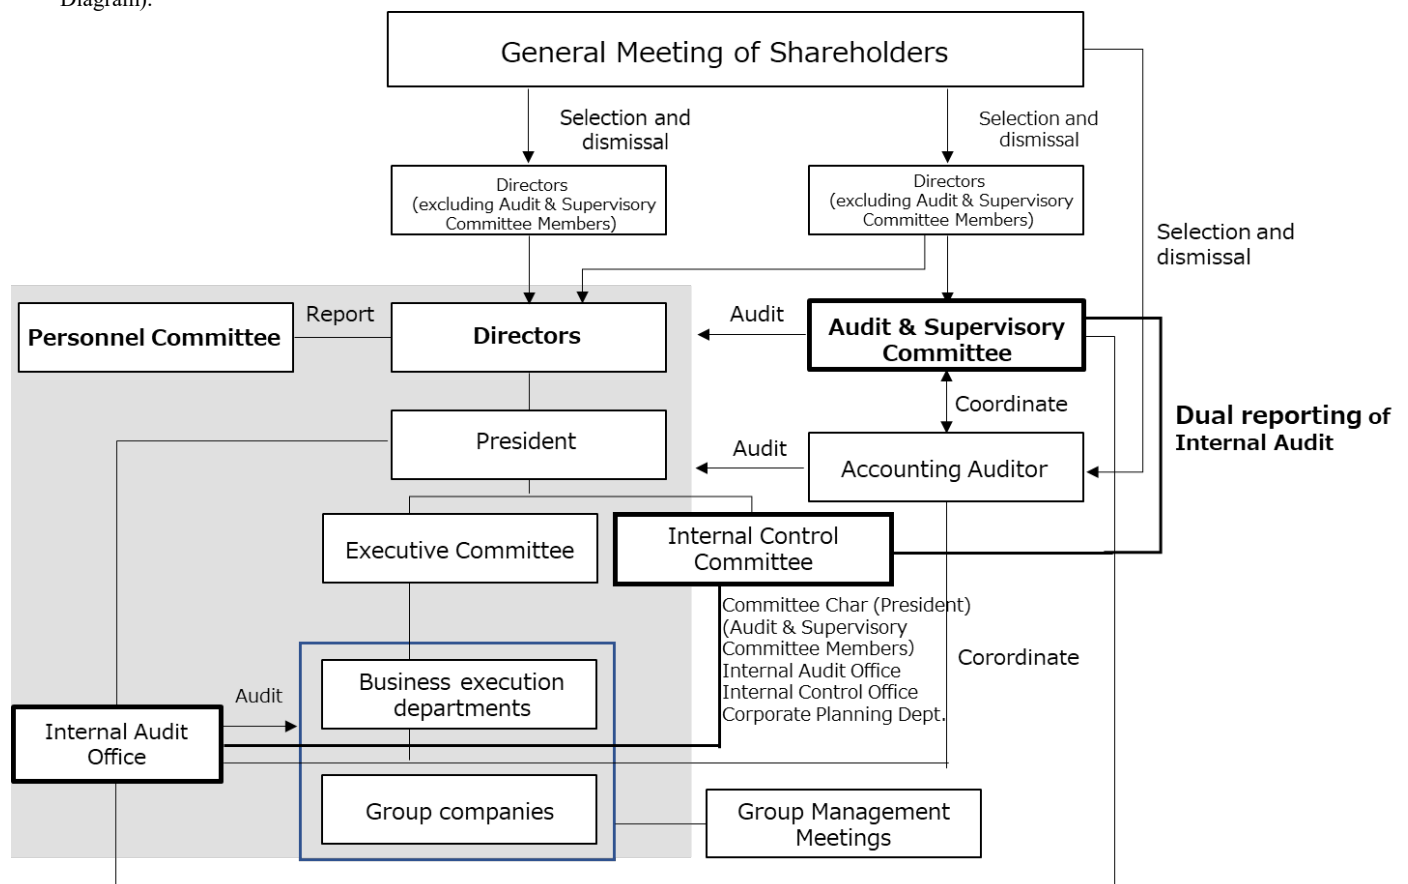 Diagram).
General Meeting of Shareholders
Selection and
dismissal
Selection and
dismissal
Directors
(excluding Audit & Supervisory
Committee Members)
Directors
(excluding Audit & Supervisory
Committee Members)
Selection and
dismissal
Personnel Committee
Report
Directors
Audit
Audit & Supervisory
Committee
Coordinate
Dual reporting of
Internal Audit
President
Audit
Accounting Auditor
Executive Committee
Internal Control
Committee
Committee Char (President)
(Audit & Supervisory
Committee Members)
Internal Audit Office
Internal Control Office
Corporate Planning Dept.
Corordinate
Business execution
departments
Audit
Internal Audit
Office
Group companies
Group Management
Meetings